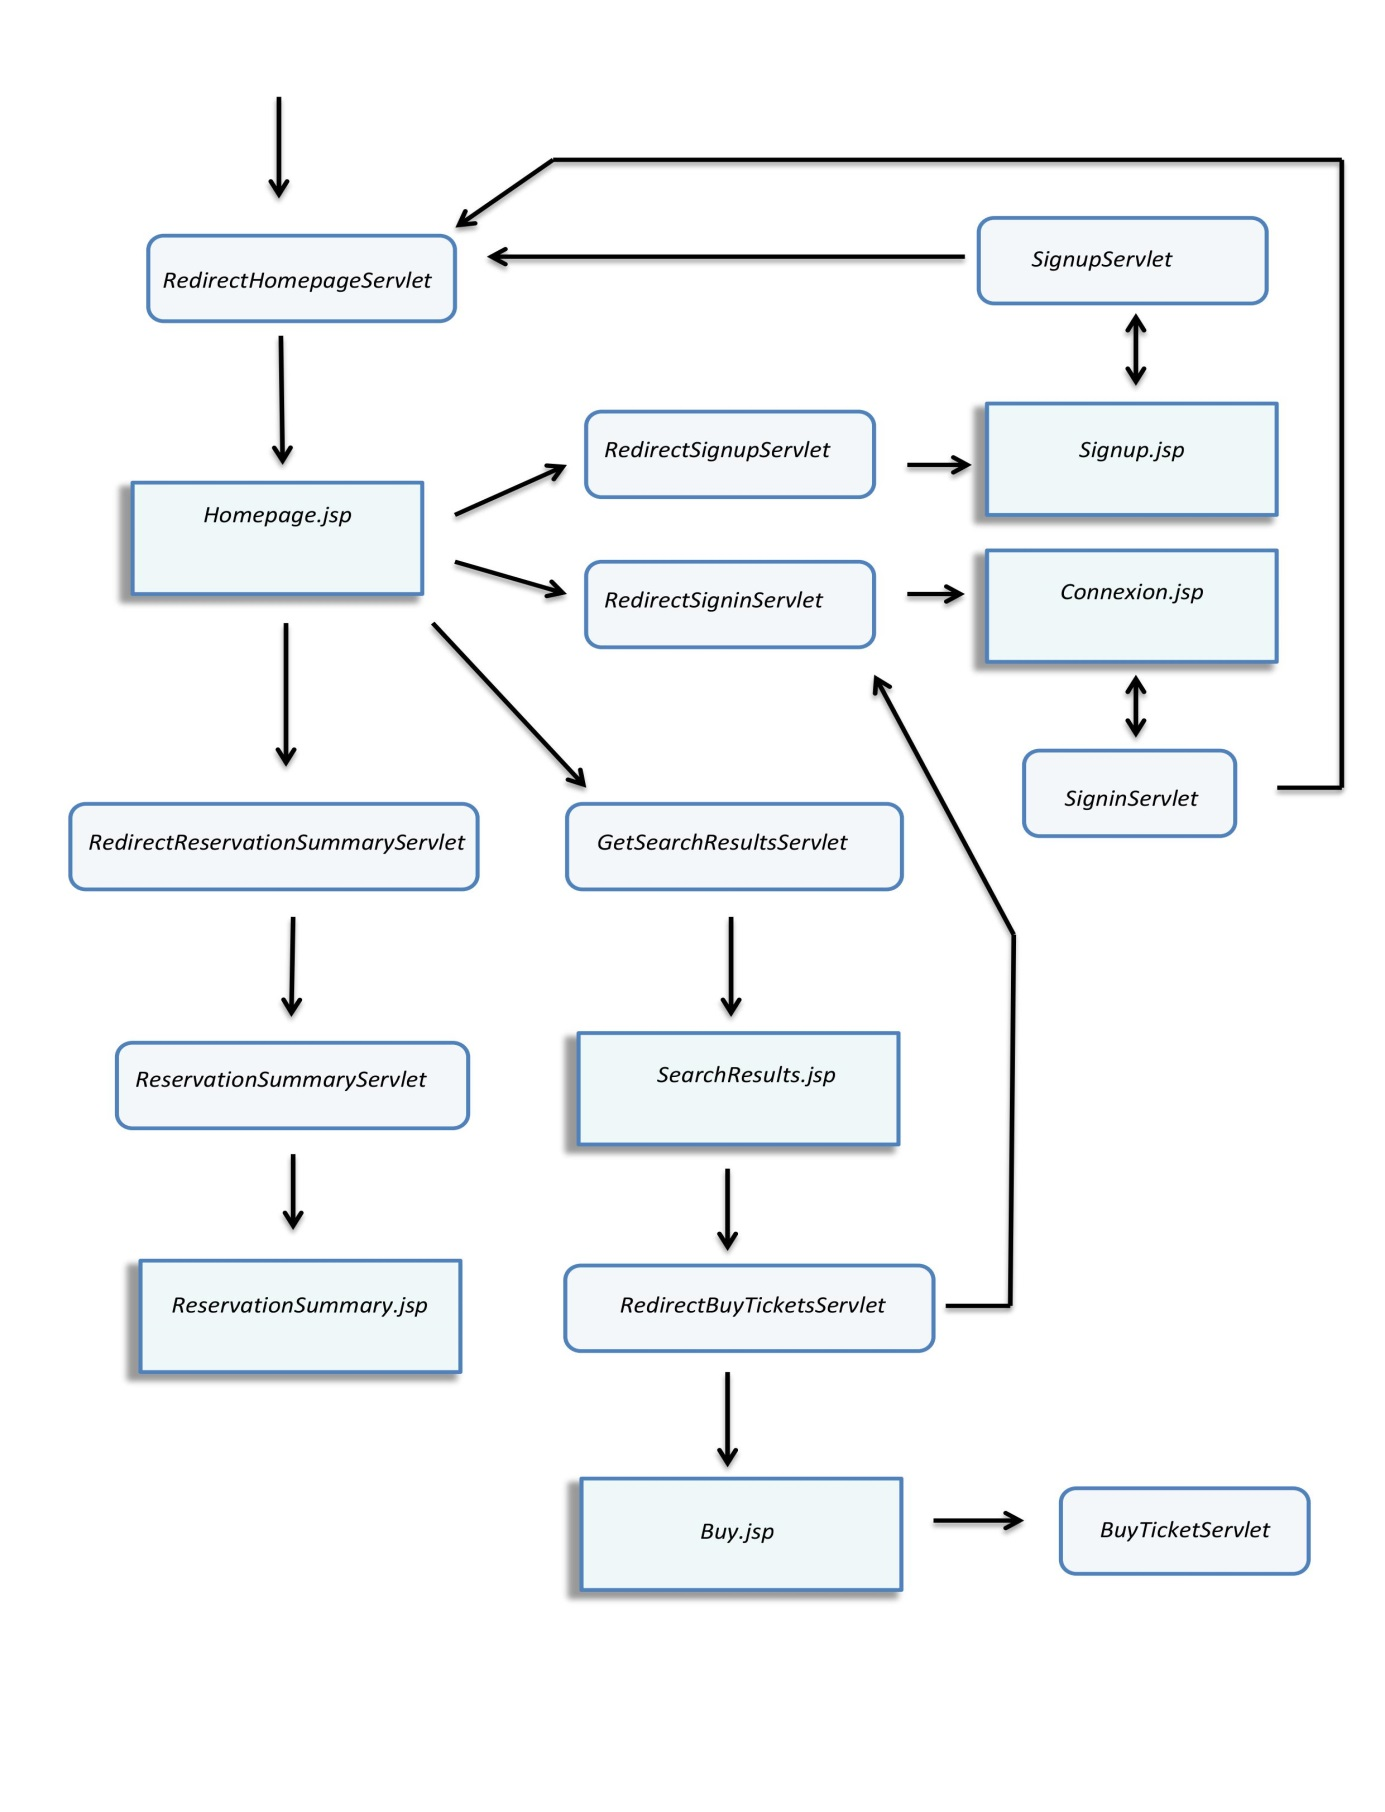 SignupServlet
RedirectHomepageServlet
RedirectSignupServlet
Signup.jsp
Homepage.jsp
Connexion.jsp
RedirectSigninServlet
SigninServlet
RedirectReservationSummaryServlet
GetSearchResultsServlet
SearchResults.jsp
ReservationSummaryServlet
ReservationSummary.jsp
RedirectBuyTicketsServlet
Buy.jsp
BuyTicketServlet